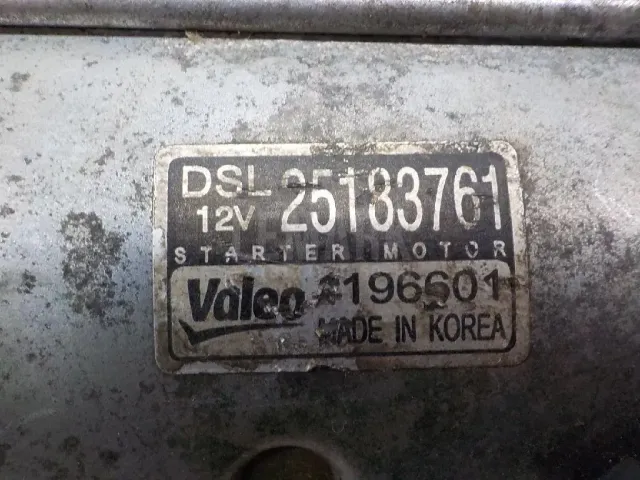 DSL 25183761
12V
STARTER MOTOR
Valeo #196601
MADE IN KOREA